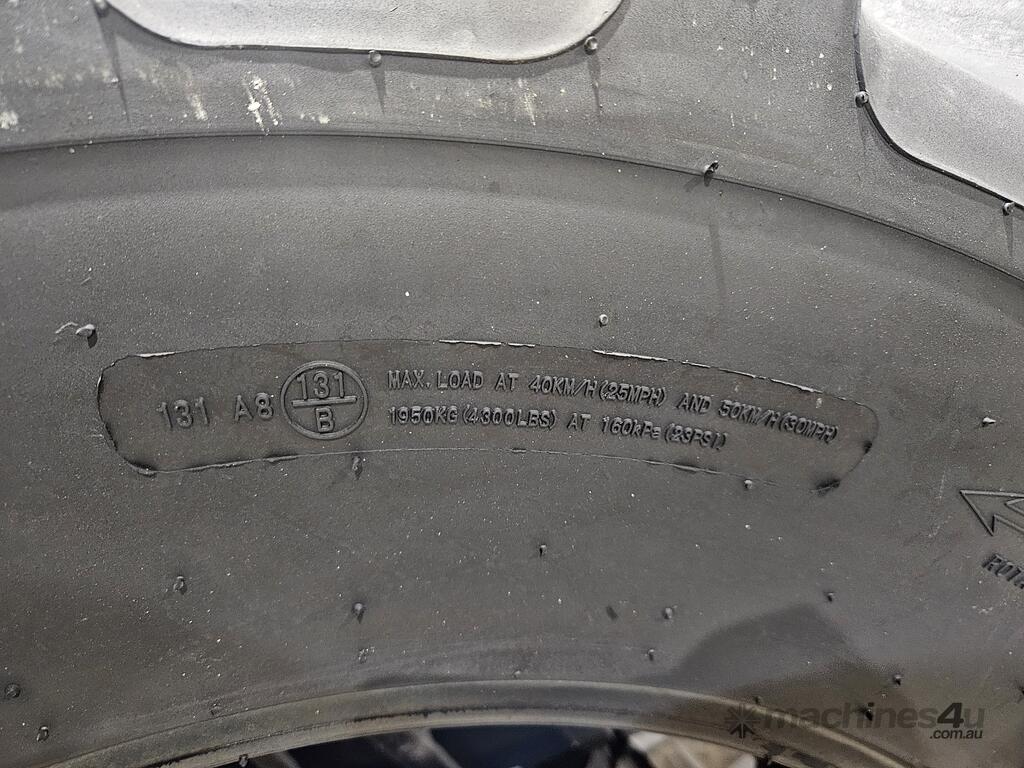 131 A8
131
B
MAX. LOAD AT 40KM/H (25MPH) AND 50KM/H (30MPH)
1950KG (4300LBS) AT 160kPa (23PSI)
machines4u
.com.au